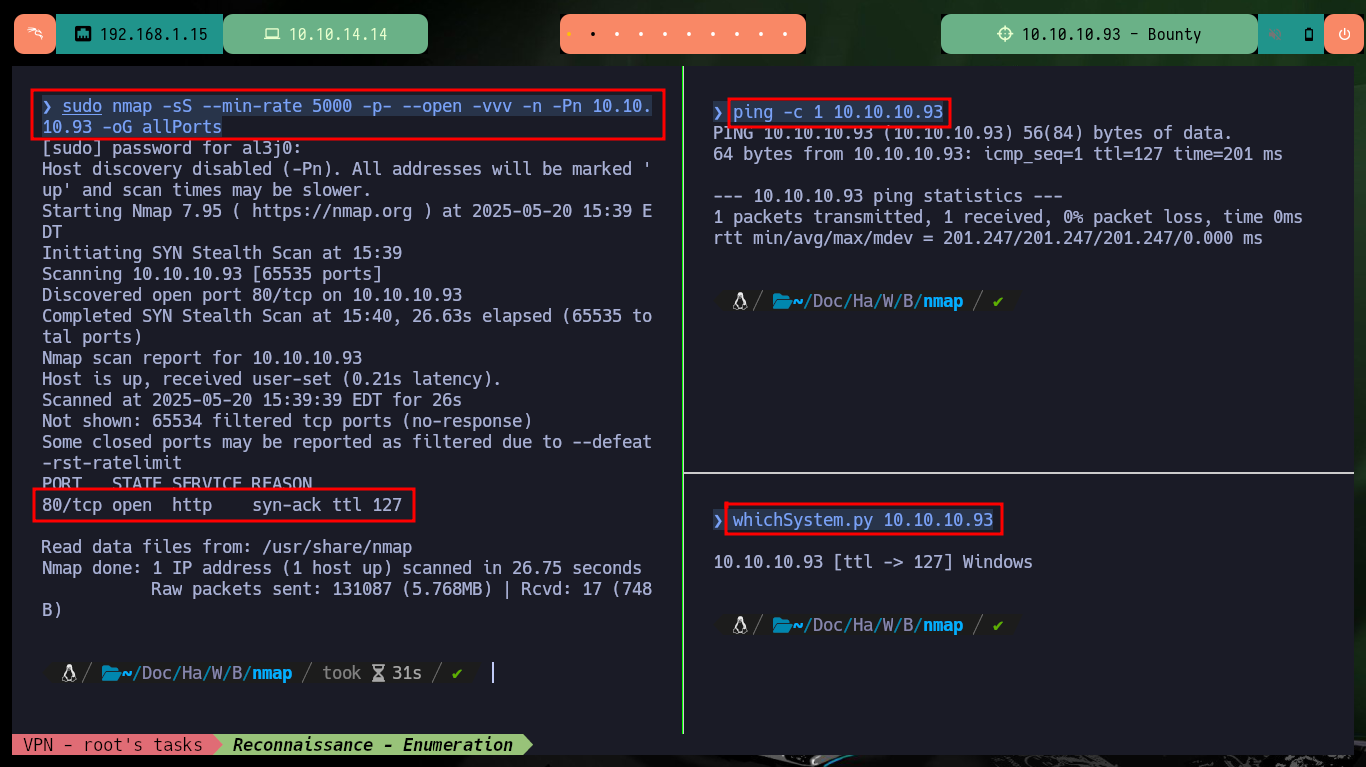 192.168.1.15
10.10.14.14
10.10.10.93 - Bounty
❯ sudo nmap -sS --min-rate 5000 -p- --open -vvv -n -Pn 10.10.
10.93 -oG allPorts
[sudo] password for al3j0:
Host discovery disabled (-Pn). All addresses will be marked '
up' and scan times may be slower.
Starting Nmap 7.95 ( https://nmap.org ) at 2025-05-20 15:39 E
DT
Initiating SYN Stealth Scan at 15:39
Scanning 10.10.10.93 [65535 ports]
Discovered open port 80/tcp on 10.10.10.93
Completed SYN Stealth Scan at 15:40, 26.63s elapsed (65535 to
tal ports)
Nmap scan report for 10.10.10.93
Host is up, received user-set (0.21s latency).
Scanned at 2025-05-20 15:39:39 EDT for 26s
Not shown: 65534 filtered tcp ports (no-response)
Some closed ports may be reported as filtered due to --defeat
-rst-ratelimit
PORT   STATE SERVICE REASON
80/tcp open  http    syn-ack ttl 127
Read data files from: /usr/share/nmap
Nmap done: 1 IP address (1 host up) scanned in 26.75 seconds
           Raw packets sent: 131087 (5.768MB) | Rcvd: 17 (748
B)
/ ~/Doc/Ha/W/B/nmap / took 31s / ✔
❯ ping -c 1 10.10.10.93
PING 10.10.10.93 (10.10.10.93) 56(84) bytes of data.
64 bytes from 10.10.10.93: icmp_seq=1 ttl=127 time=201 ms
--- 10.10.10.93 ping statistics ---
1 packets transmitted, 1 received, 0% packet loss, time 0ms
rtt min/avg/max/mdev = 201.247/201.247/201.247/0.000 ms
/ ~/Doc/Ha/W/B/nmap / ✔
❯ whichSystem.py 10.10.10.93
10.10.10.93 [ttl -> 127] Windows
/ ~/Doc/Ha/W/B/nmap / ✔
VPN - root's tasks
Reconnaissance - Enumeration